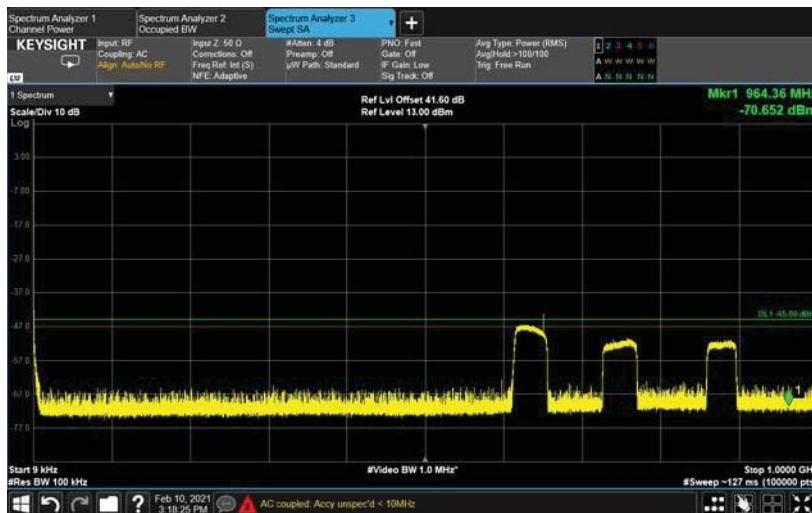 Spectrum Analyzer 1
Channel Power
Spectrum Analyzer 2
Occupied BW
Spectrum Analyzer 3
Swept SA
KEYSIGHT
Input: RF
Coupling: AC
Align: Auto/No RF
Input Z: 50 Ω
Corrections: Off
Freq Ref: Int (S)
NFE: Adaptive
#Atten: 4 dB
Preamp: Off
µW Path: Standard
PNO: Fast
Gate: Off
IF Gain: Low
Sig Track: Off
Avg Type: Power (RMS)
Avg|Hold >100/100
Trig: Free Run
1 2 3 4 5 6
A W W W W W
A N N N N N
LXI
1 Spectrum
Scale/Div 10 dB
Ref Lvl Offset 41.60 dB
Ref Level 13.00 dBm
Mkr1 964.36 MHz
-70.652 dBm
Log
3.00
-7.00
-17.0
-27.0
-37.0
DL1 -45.00 dBm
-47.0
-57.0
-67.0
1
-77.0
Start 9 kHz
#Video BW 1.0 MHz*
Stop 1.0000 GH
#Res BW 100 kHz
#Sweep ~127 ms (100000 pts
?
Feb 10, 2021
3:18:25 PM
AC coupled: Accy unspec'd < 10MHz